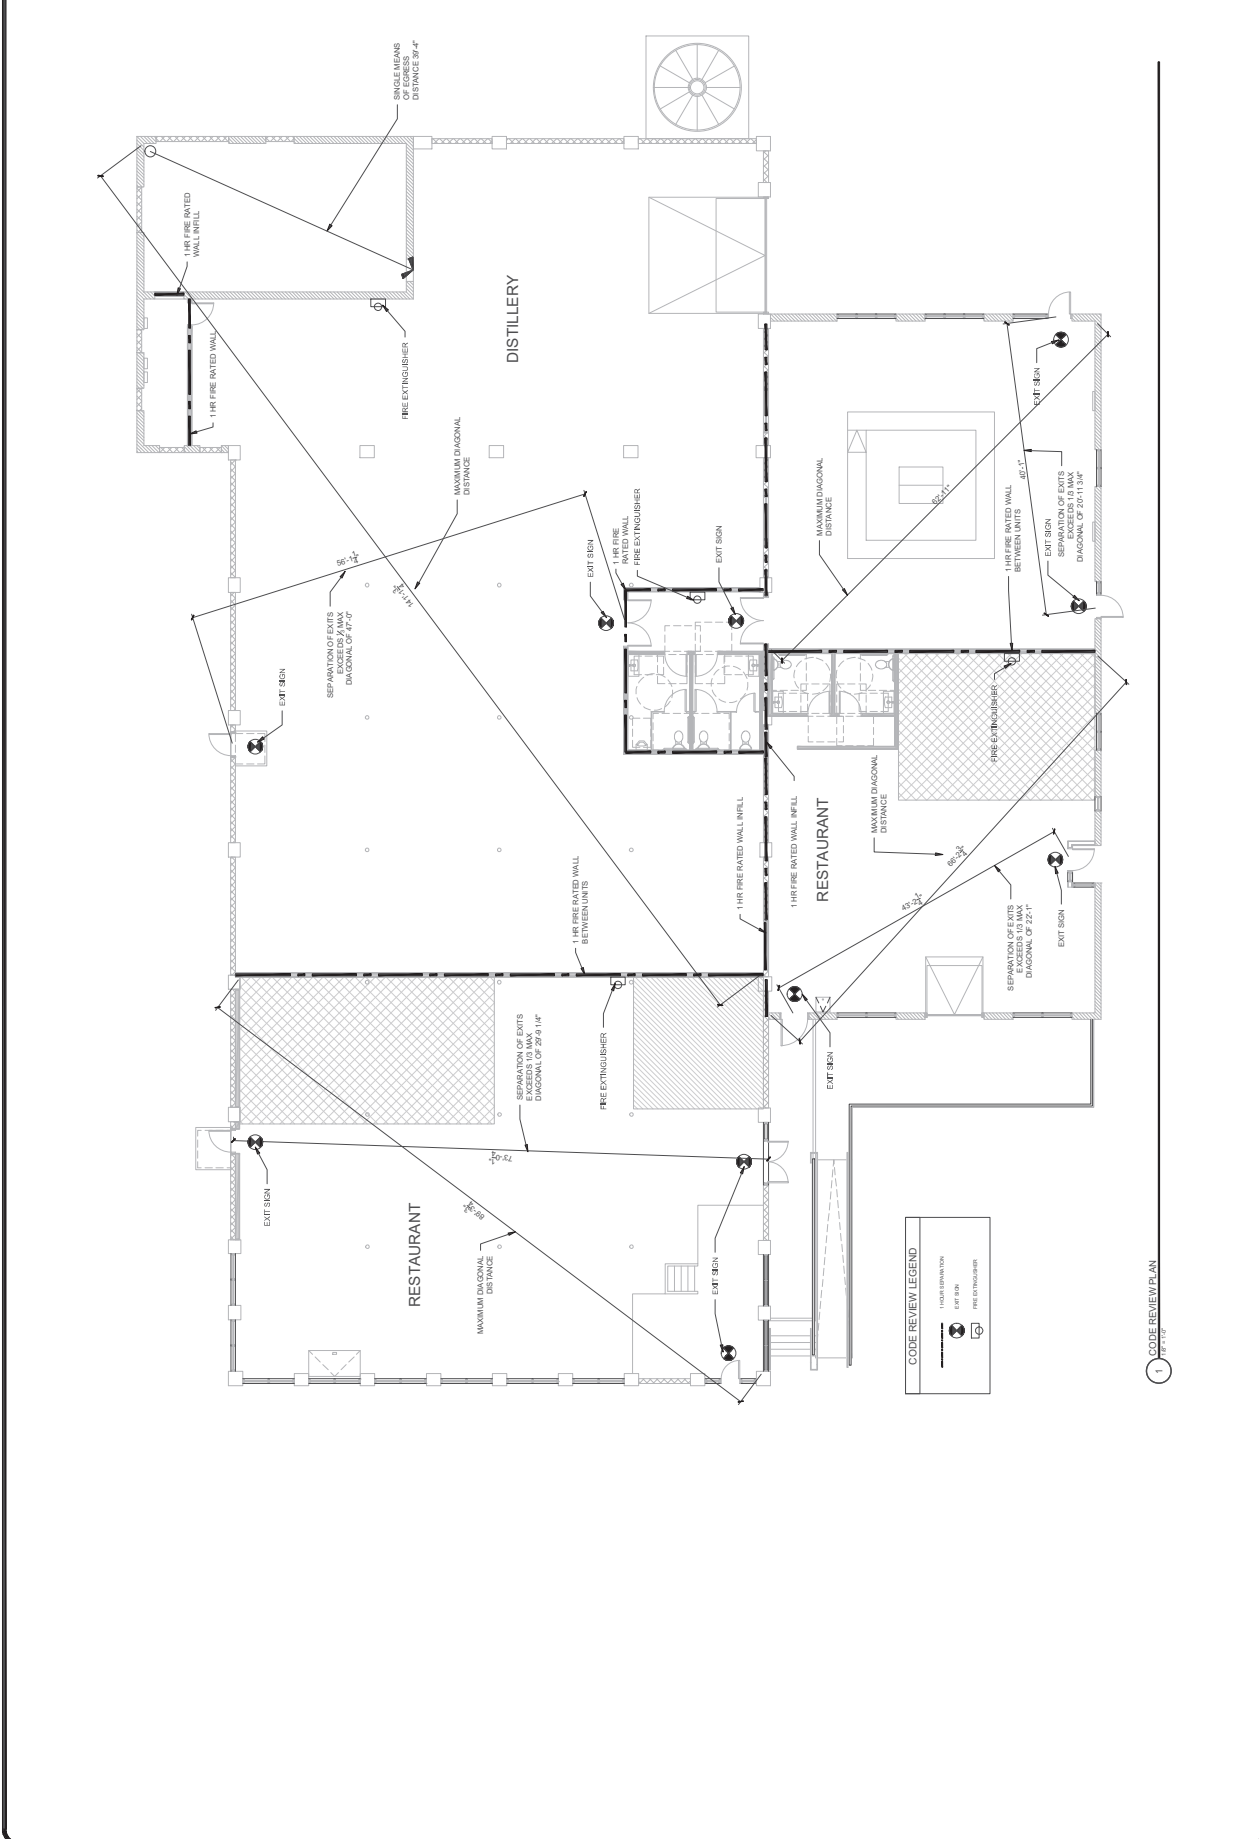 SINGLE MEANS
OF EGRESS
DISTANCE 39'-4"
1 HR FIRE RATED
WALL INFILL
1 HR FIRE RATED WALL
FIRE EXTINGUISHER
DISTILLERY
MAXIMUM DIAGONAL
DISTANCE
SEPARATION OF EXITS
EXCEEDS ⅓ MAX
DIAGONAL OF 47'-0"
EXIT SIGN
EXIT SIGN
1 HR FIRE
RATED WALL
FIRE EXTINGUISHER
EXIT SIGN
MAXIMUM DIAGONAL
DISTANCE
62'-11"
EXIT SIGN
40'-1"
SEPARATION OF EXITS
EXCEEDS 1/3 MAX
DIAGONAL OF 20'-11 3/4"
EXIT SIGN
1 HR FIRE RATED WALL
BETWEEN UNITS
FIRE EXTINGUISHER
MAXIMUM DIAGONAL
DISTANCE
RESTAURANT
1 HR FIRE RATED WALL INFILL
1 HR FIRE RATED WALL INFILL
1 HR FIRE RATED WALL
BETWEEN UNITS
SEPARATION OF EXITS
EXCEEDS 1/3 MAX
DIAGONAL OF 22'-1"
EXIT SIGN
EXIT SIGN
FIRE EXTINGUISHER
SEPARATION OF EXITS
EXCEEDS 1/3 MAX
DIAGONAL OF 29'-9 1/4"
EXIT SIGN
RESTAURANT
MAXIMUM DIAGONAL
DISTANCE
EXIT SIGN
CODE REVIEW LEGEND
1 HOUR SEPARATION
EXIT SIGN
FIRE EXTINGUISHER
1
CODE REVIEW PLAN
1/8" = 1'-0"